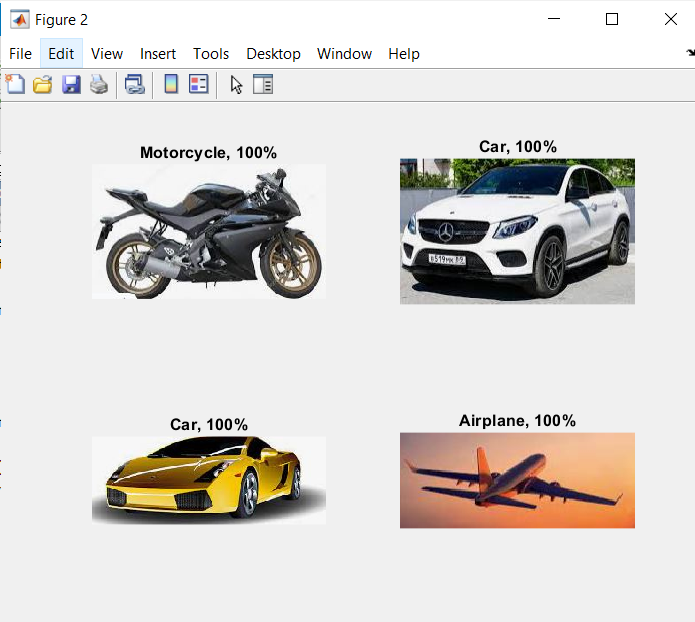 Figure 2
File Edit View Insert Tools Desktop Window Help
Motorcycle, 100%
Car, 100%
Car, 100%
Airplane, 100%